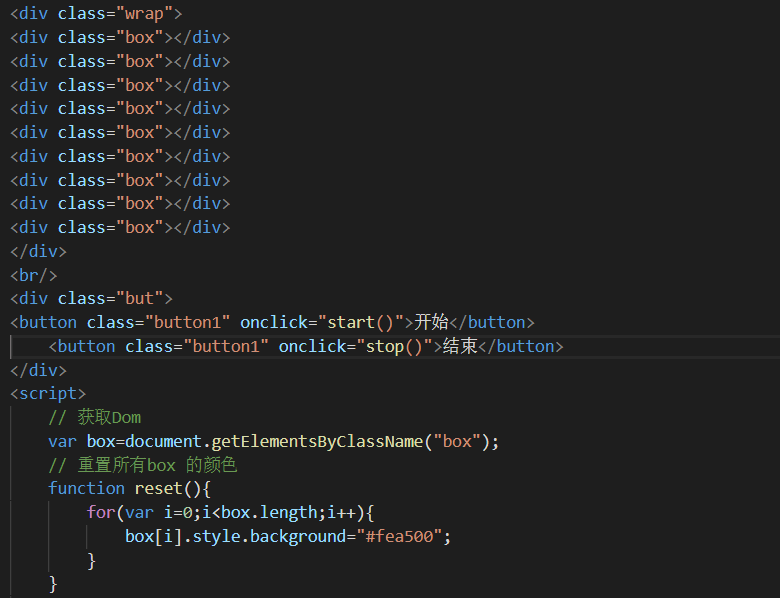 <div class="wrap">
<div class="box"></div>
<div class="box"></div>
<div class="box"></div>
<div class="box"></div>
<div class="box"></div>
<div class="box"></div>
<div class="box"></div>
<div class="box"></div>
<div class="box"></div>
</div>
<br/>
<div class="but">
<button class="button1" onclick="start()">开始</button>
    <button class="button1" onclick="stop()">结束</button>
</div>
<script>
    // 获取Dom
    var box=document.getElementsByClassName("box");
    // 重置所有box 的颜色
    function reset(){
        for(var i=0;i<box.length;i++){
            box[i].style.background="#fea500";
        }
    }